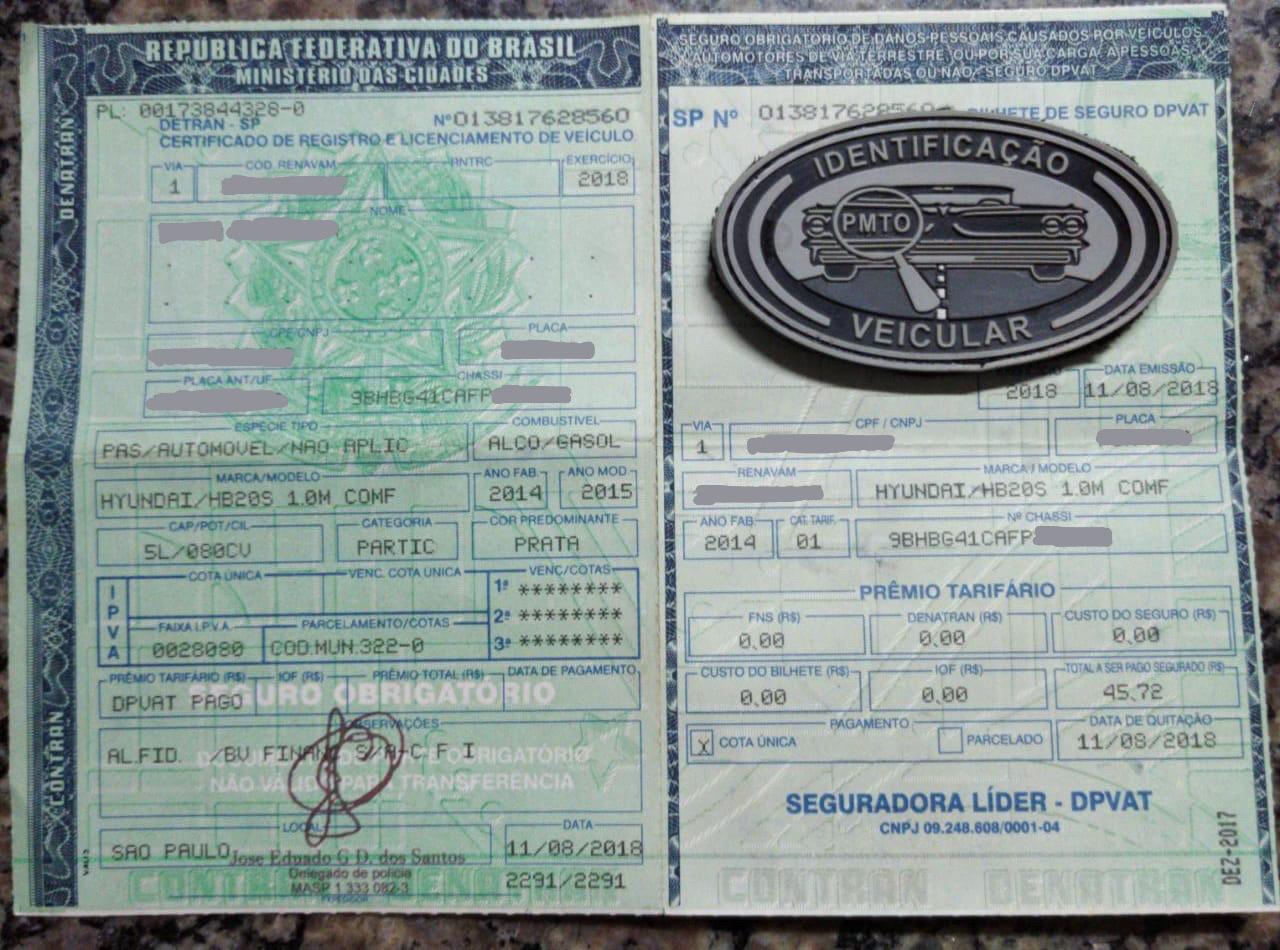 REPÚBLICA FEDERATIVA DO BRASIL
MINISTÉRIO DAS CIDADES
DENATRAN
CONTRAN
PL: 00173844328-0
DETRAN - SP
Nº 013817628560
CERTIFICADO DE REGISTRO E LICENCIAMENTO DE VEÍCULO
VIA COD. RENAVAM RNTRC EXERCÍCIO
1 2018
NOME
CPF/CNPJ PLACA
PLACA ANT/UF CHASSI
9BHBG41CAFP
ESPÉCIE TIPO COMBUSTÍVEL
PAS/AUTOMOVEL/NAO APLIC ALCO/GASOL
MARCA/MODELO ANO FAB. ANO MOD.
HYUNDAI/HB20S 1.0M COMF 2014 2015
CAP/POT/CIL CATEGORIA COR PREDOMINANTE
5L/080CV PARTIC PRATA
IPVA
COTA ÚNICA VENC. COTA ÚNICA VENC/COTAS
1ª ********
2ª ********
3ª ********
FAIXA I.P.V.A PARCELAMENTO/COTAS
0028080 COD.MUN.322-0
PRÊMIO TARIFÁRIO (R$) IOF (R$) PRÊMIO TOTAL (R$) DATA DE PAGAMENTO
DPVAT PAGO
SEGURO OBRIGATÓRIO
OBSERVAÇÕES
AL.FID. /BV FINANC S/A-C F I
OBRIGATÓRIO
NÃO VÁLIDO PARA TRANSFERÊNCIA
LOCAL DATA
SAO PAULO 11/08/2018
Jose Eduado G D. dos Santos
Delegado de polícia
MASP 1 333 082-3
2291/2291
CONTRAN DENATRAN
SEGURO OBRIGATÓRIO DE DANOS PESSOAIS CAUSADOS POR VEÍCULOS
AUTOMOTORES DE VIA TERRESTRE, OU POR SUA CARGA, A PESSOAS
TRANSPORTADAS OU NÃO, SEGURO DPVAT
SP Nº 013817628560 BILHETE DE SEGURO DPVAT
IDENTIFICAÇÃO
PMTO
VEICULAR
DATA EMISSÃO
2018 11/08/2018
VIA CPF / CNPJ PLACA
1
RENAVAM MARCA / MODELO
HYUNDAI/HB20S 1.0M COMF
ANO FAB. CAT. TARIF. Nº CHASSI
2014 01 9BHBG41CAFP
PRÊMIO TARIFÁRIO
FNS (R$) DENATRAN (R$) CUSTO DO SEGURO (R$)
0,00 0,00 0,00
CUSTO DO BILHETE (R$) IOF (R$) TOTAL A SER PAGO SEGURADO (R$)
0,00 0,00 45,72
PAGAMENTO DATA DE QUITAÇÃO
X COTA ÚNICA PARCELADO 11/08/2018
SEGURADORA LÍDER - DPVAT
CNPJ 09.248.608/0001-04
DEZ-2017
CONTRAN DENATRAN